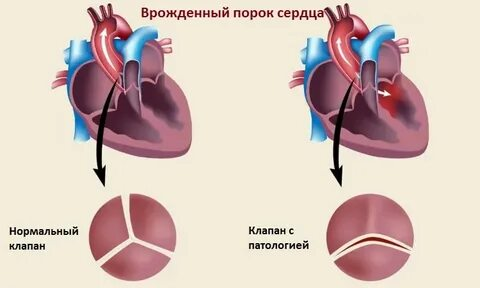 Врожденный порок сердца
Нормальный
клапан
Клапан с
патологией